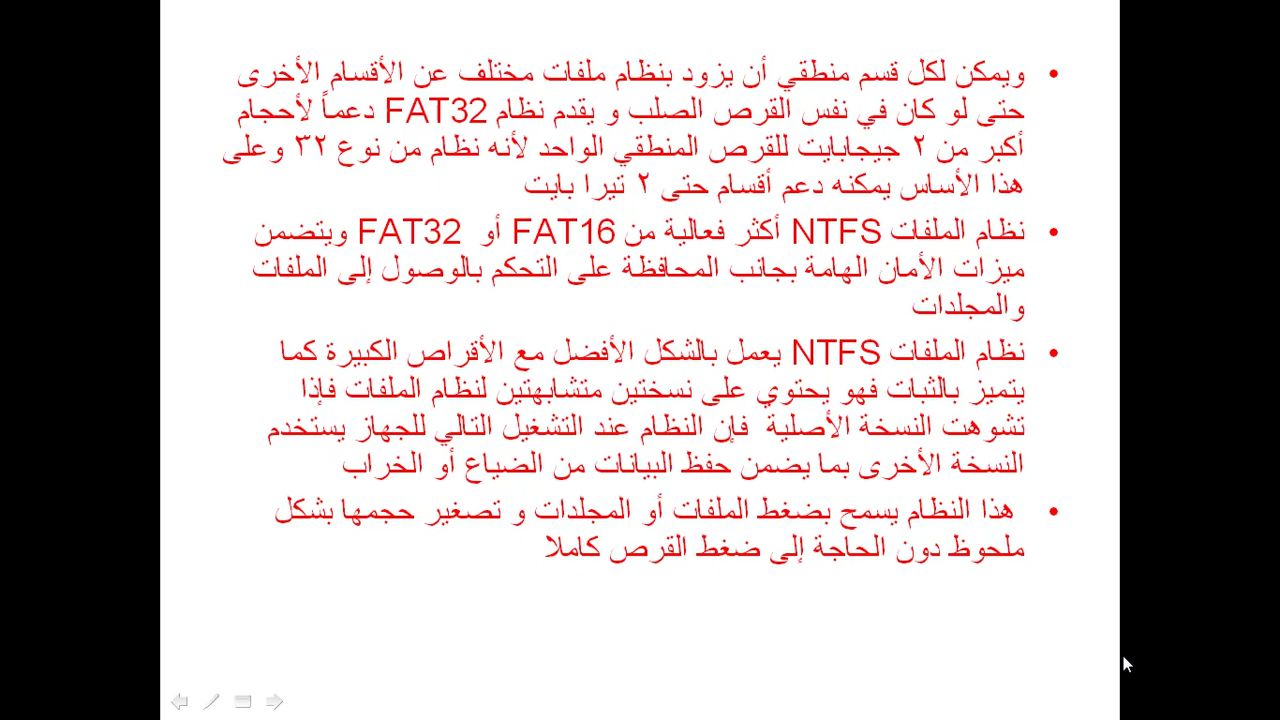 • ويمكن لكل قسم منطقي أن يزود بنظام ملفات مختلف عن الأقسام الأخرى
حتى لو كان في نفس القرص الصلب و يقدم نظام FAT32 دعماً لأحجام
أكبر من ٢ جيجابايت للقرص المنطقي الواحد لأنه نظام من نوع ٣٢ وعلى
هذا الأساس يمكنه دعم أقسام حتى ٢ تيرا بايت
• نظام الملفات NTFS أكثر فعالية من FAT16 أو FAT32 ويتضمن
ميزات الأمان الهامة بجانب المحافظة على التحكم بالوصول إلى الملفات
والمجلدات
• نظام الملفات NTFS يعمل بالشكل الأفضل مع الأقراص الكبيرة كما
يتميز بالثبات فهو يحتوي على نسختين متشابهتين لنظام الملفات فإذا
تشوهت النسخة الأصلية فإن النظام عند التشغيل التالي للجهاز يستخدم
النسخة الأخرى بما يضمن حفظ البيانات من الضياع أو الخراب
• هذا النظام يسمح بضغط الملفات أو المجلدات و تصغير حجمها بشكل
ملحوظ دون الحاجة إلى ضغط القرص كاملا